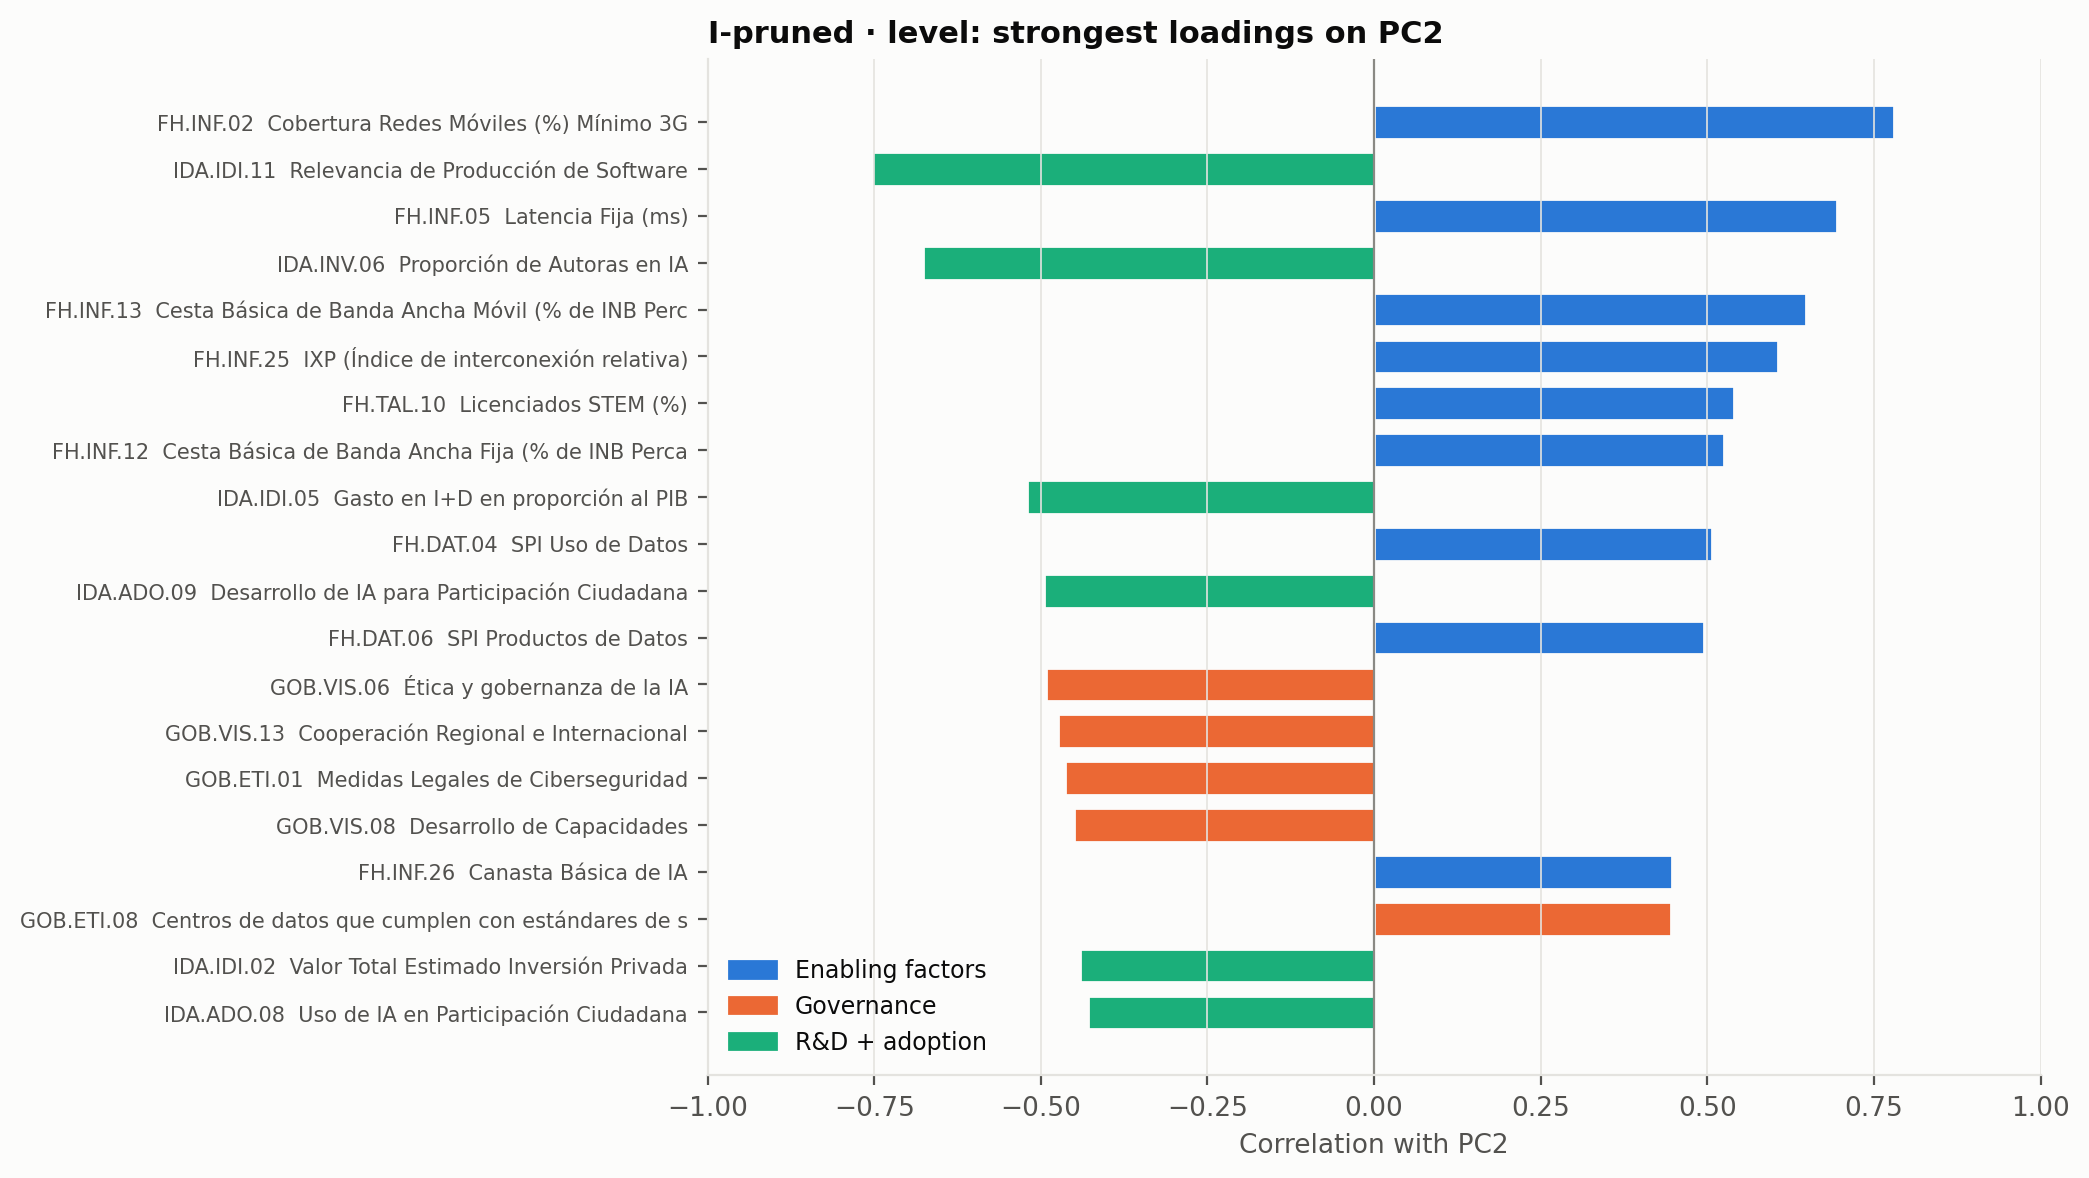 I-pruned · level: strongest loadings on PC2
FH.INF.02  Cobertura Redes Móviles (%) Mínimo 3G
IDA.IDI.11  Relevancia de Producción de Software
FH.INF.05  Latencia Fija (ms)
IDA.INV.06  Proporción de Autoras en IA
FH.INF.13  Cesta Básica de Banda Ancha Móvil (% de INB Perc
FH.INF.25  IXP (Índice de interconexión relativa)
FH.TAL.10  Licenciados STEM (%)
FH.INF.12  Cesta Básica de Banda Ancha Fija (% de INB Perca
IDA.IDI.05  Gasto en I+D en proporción al PIB
FH.DAT.04  SPI Uso de Datos
IDA.ADO.09  Desarrollo de IA para Participación Ciudadana
FH.DAT.06  SPI Productos de Datos
GOB.VIS.06  Ética y gobernanza de la IA
GOB.VIS.13  Cooperación Regional e Internacional
GOB.ETI.01  Medidas Legales de Ciberseguridad
GOB.VIS.08  Desarrollo de Capacidades
FH.INF.26  Canasta Básica de IA
GOB.ETI.08  Centros de datos que cumplen con estándares de s
IDA.IDI.02  Valor Total Estimado Inversión Privada
IDA.ADO.08  Uso de IA en Participación Ciudadana
Enabling factors
Governance
R&D + adoption
−1.00 −0.75 −0.50 −0.25 0.00 0.25 0.50 0.75 1.00
Correlation with PC2